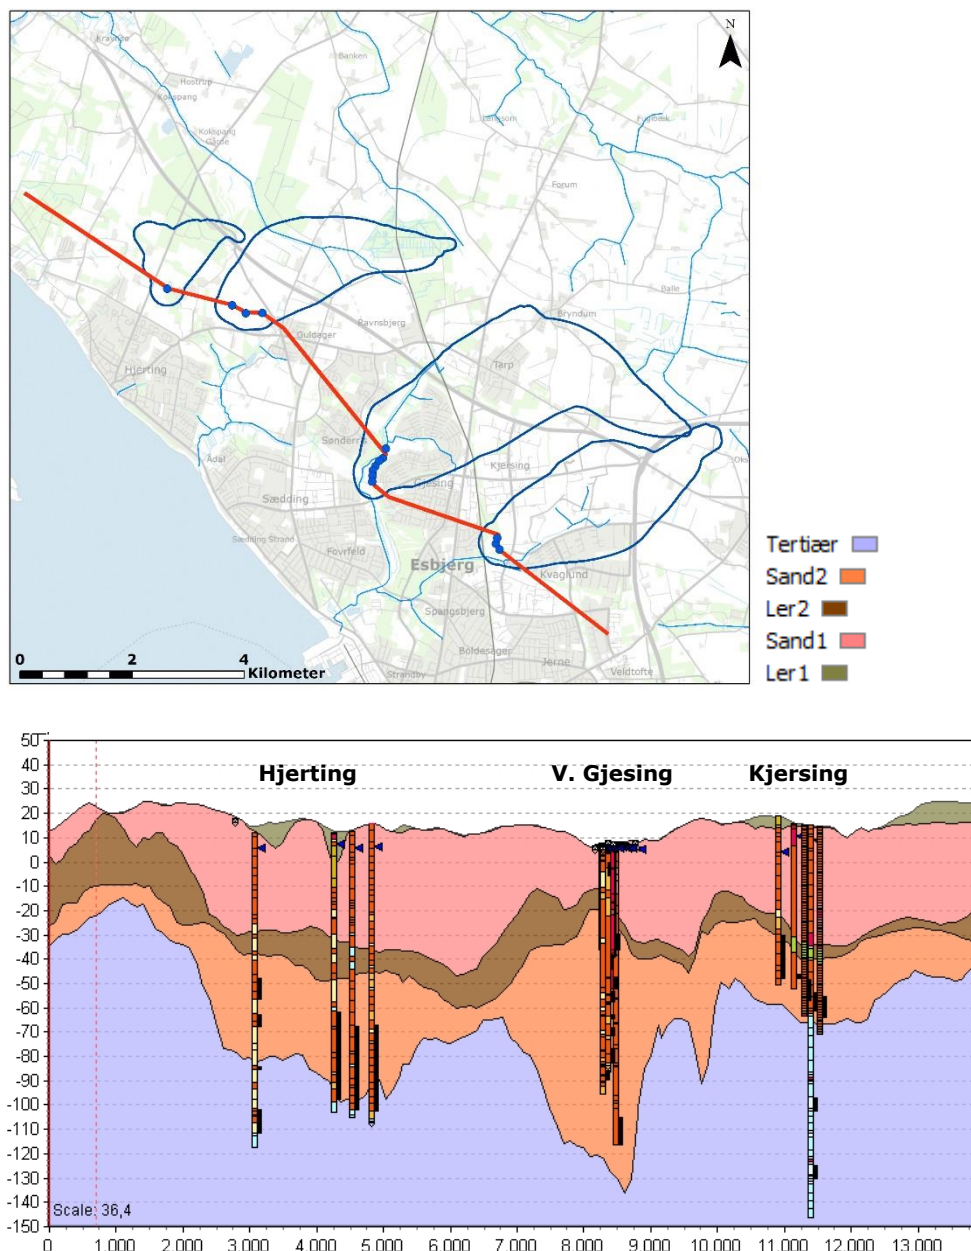 N
Kravnsø
Banken
Hostrup
Kokspang
Kokspang
Gårde
Fuglbæk
Forum
Balle
Bryndum
Guldager
Ravnsbjerg
Hjerting
Tarp
Sønderris
Kjersing
Oks
Ådal
Gjesing
Sædding
Sædding Strand
Fovrfeld
Esbjerg
Kvaglund
Spangsbjerg
Boldesager
Jerne
Strandby
Veldtofte
0 2 4
Kilometer
Tertiær
Sand2
Ler2
Sand1
Ler1
50
40
30
20
10
0
-10
-20
-30
-40
-50
-60
-70
-80
-90
-100
-110
-120
-130
-140
-150
Hjerting V. Gjesing Kjersing
Scale: 36,4
0 1.000 2.000 3.000 4.000 5.000 6.000 7.000 8.000 9.000 10.000 11.000 12.000 13.000